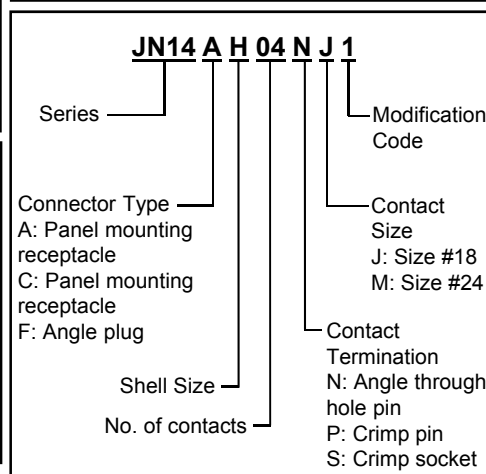 JN14 A H 04 N J 1
Series
Modification
Code
Connector Type
A: Panel mounting
receptacle
C: Panel mounting
receptacle
F: Angle plug
Contact
Size
J: Size #18
M: Size #24
Shell Size
No. of contacts
Contact
Termination
N: Angle through
hole pin
P: Crimp pin
S: Crimp socket